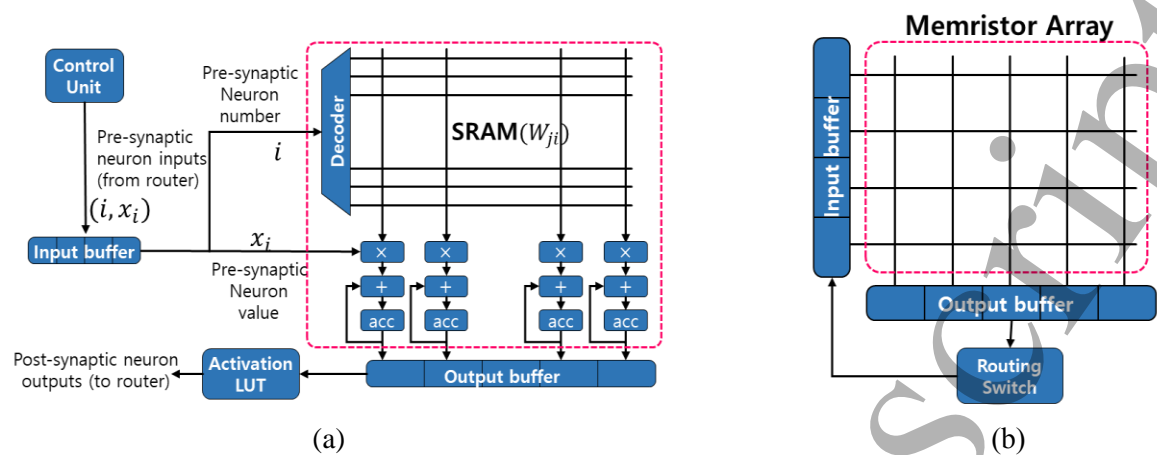 Control
Unit
Pre-synaptic
neuron inputs
(from router)
(i, x_i)
Input buffer
Pre-synaptic
Neuron
number
i
x_i
Pre-synaptic
Neuron
value
Decoder
SRAM(W_ji)
× × × ×
+ + + +
acc acc acc acc
Output buffer
Activation
LUT
Post-synaptic neuron
outputs (to router)
(a)
Memristor Array
Input buffer
Output buffer
Routing
Switch
(b)
script